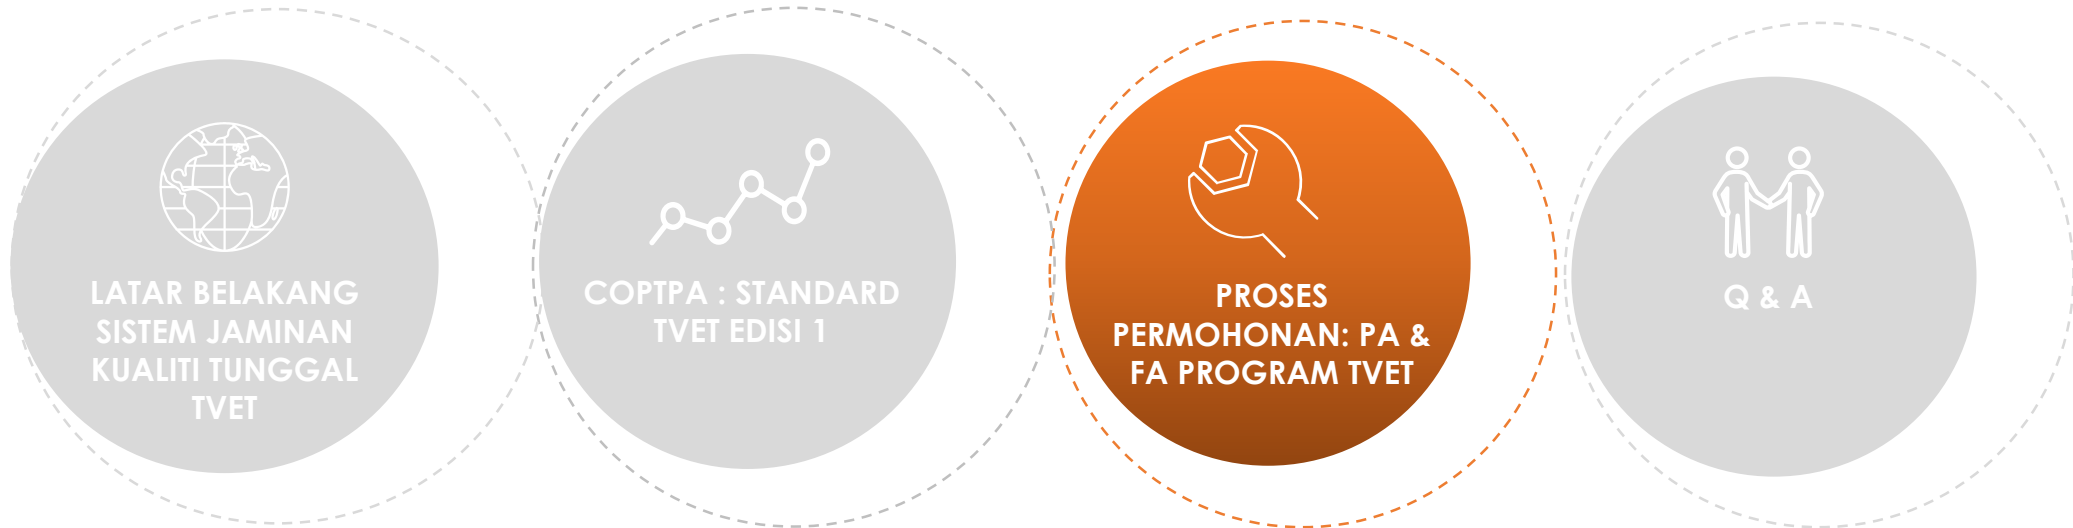 LATAR BELAKANG
SISTEM JAMINAN
KUALITI TUNGGAL
TVET
COPTPA : STANDARD
TVET EDISI 1
PROSES
PERMOHONAN: PA &
FA PROGRAM TVET
Q & A